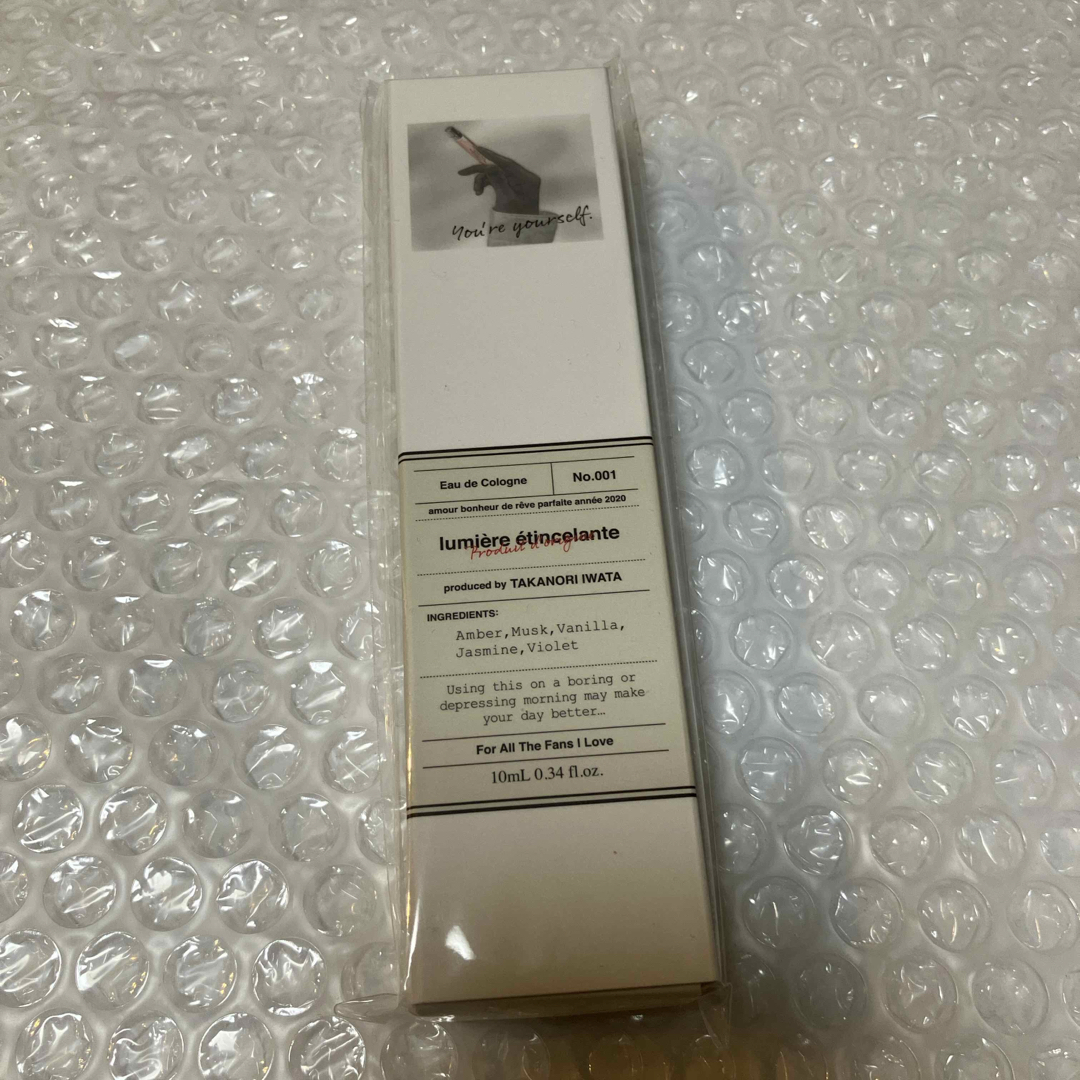 You're yourself.
Eau de Cologne
No.001
amour bonheur de rêve parfaite année 2020
lumière étincelante
Produit d'origine
produced by TAKANORI IWATA
INGREDIENTS:
Amber,Musk,Vanilla,
Jasmine,Violet
Using this on a boring or
depressing morning may make
your day better…
For All The Fans I Love
10mL 0.34 fl.oz.